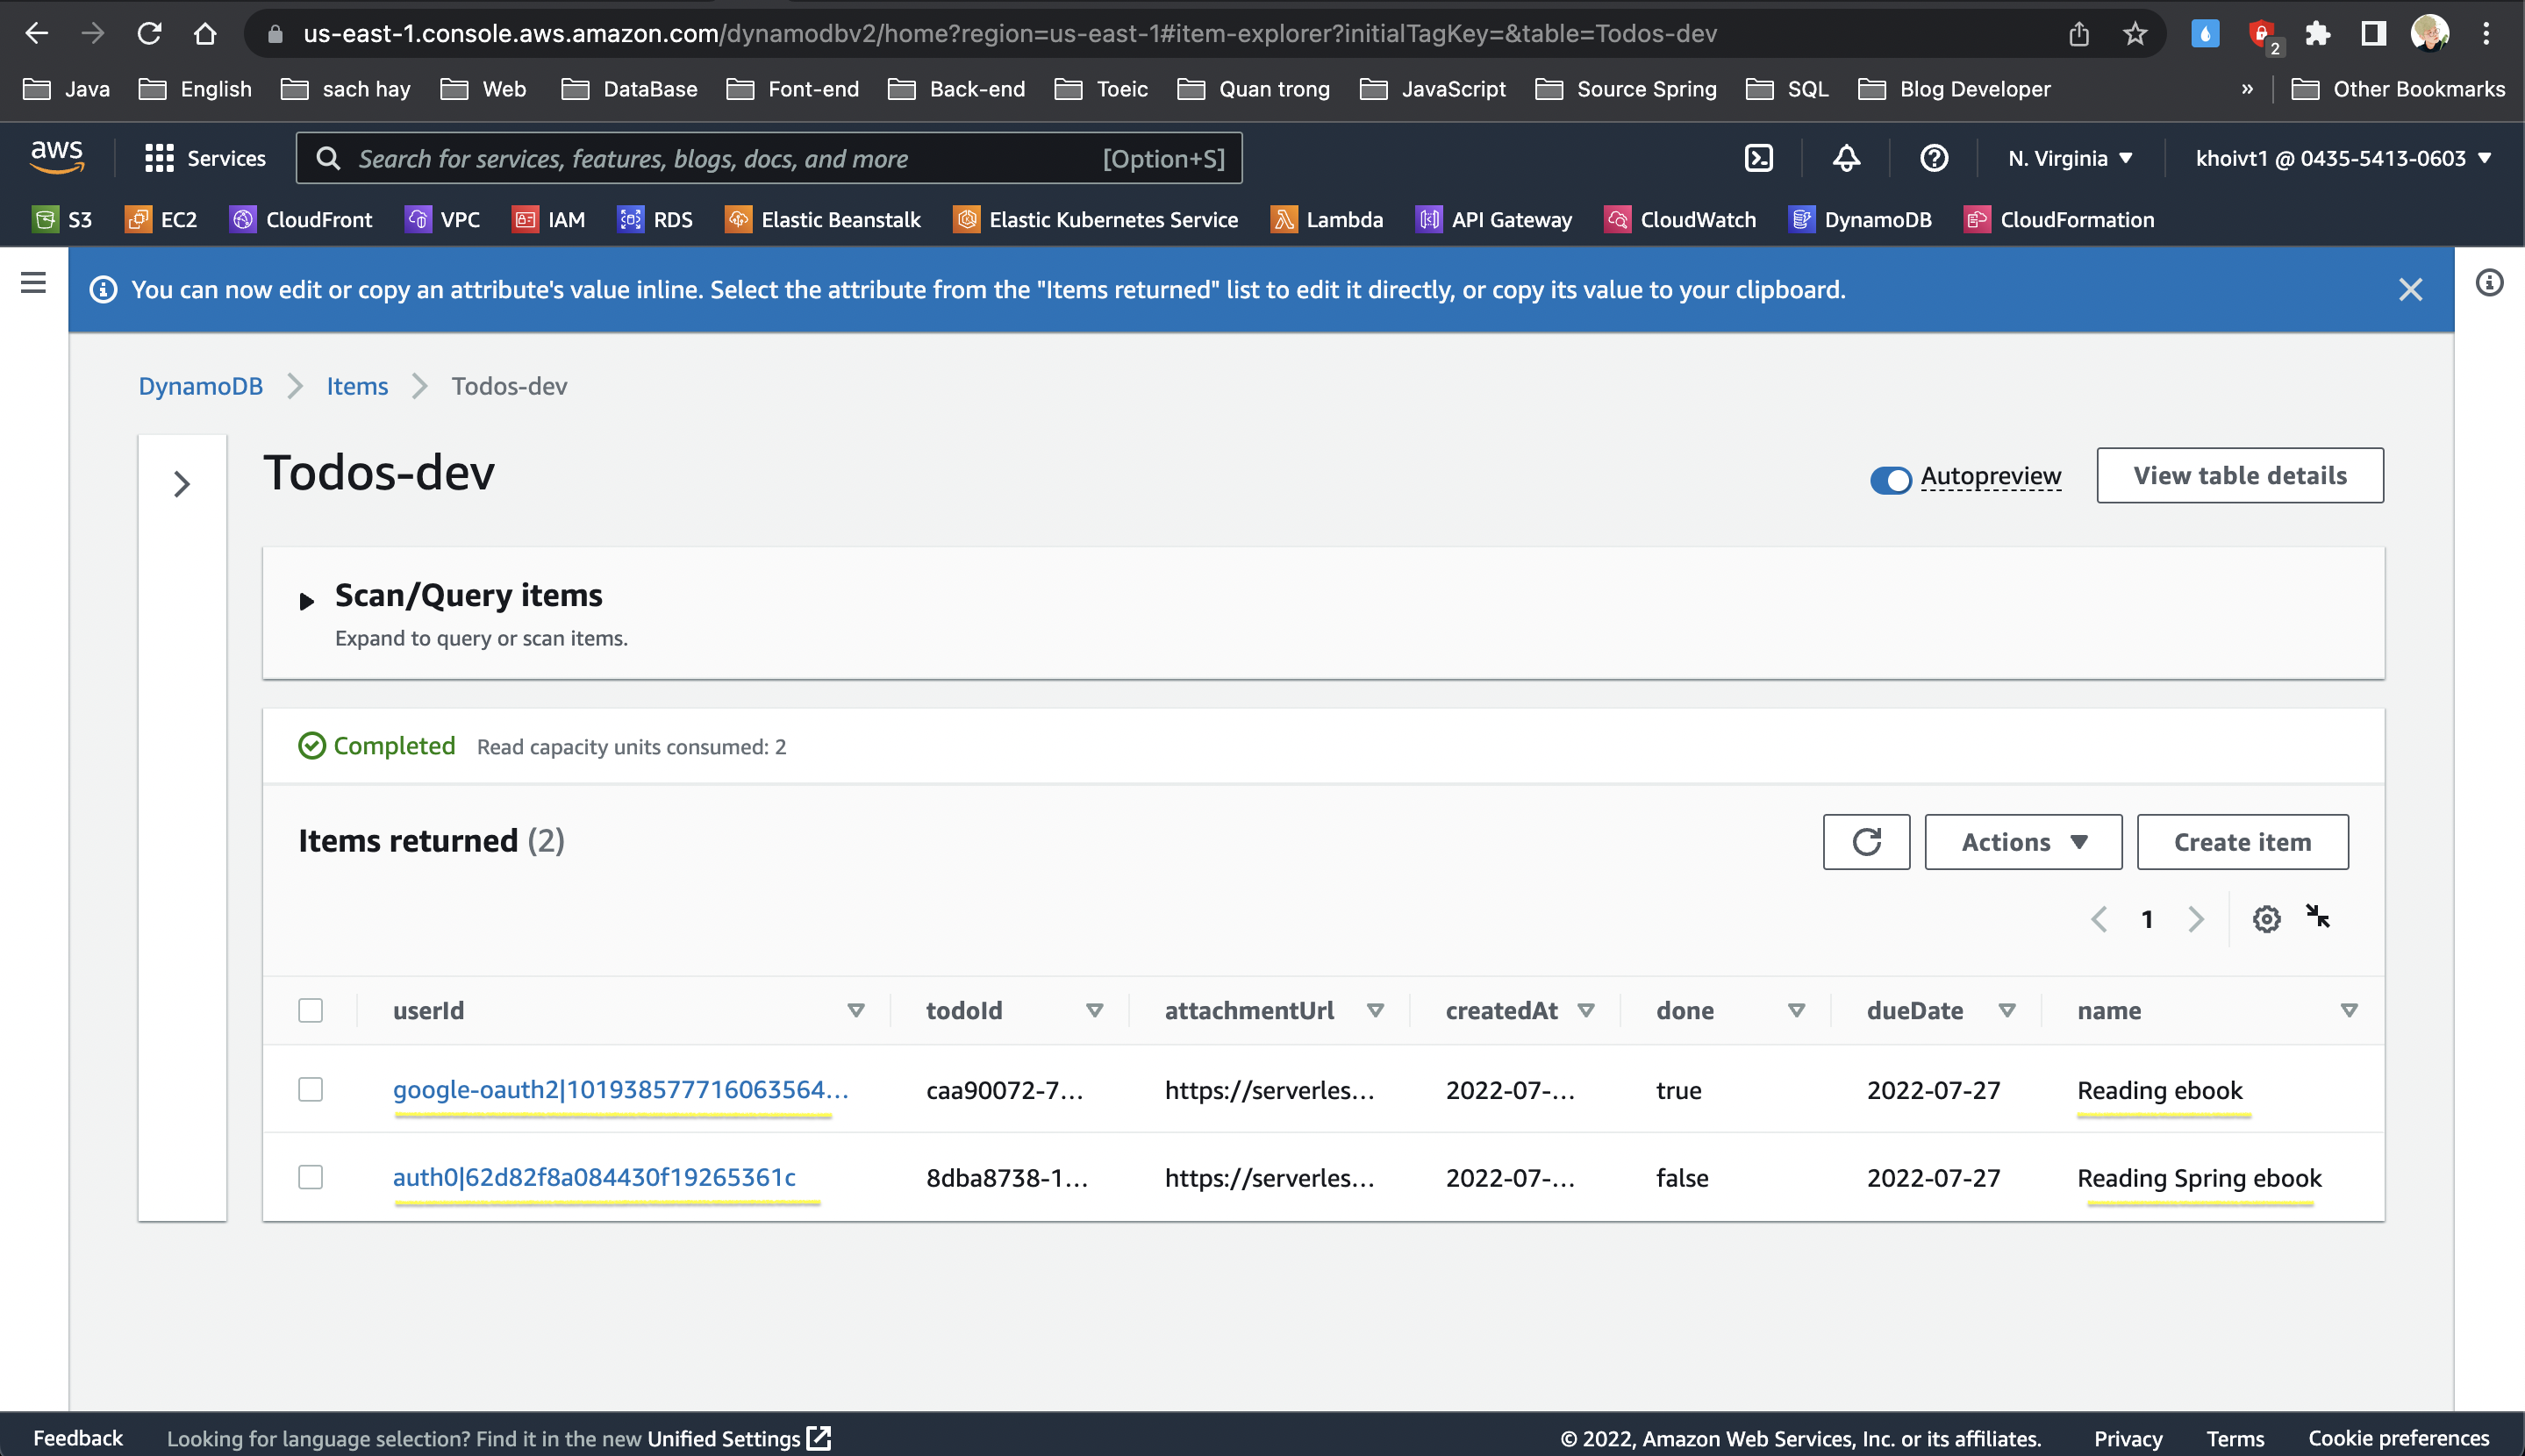 us-east-1.console.aws.amazon.com/dynamodbv2/home?region=us-east-1#item-explorer?initialTagKey=&table=Todos-dev
2
Java English sach hay Web DataBase Font-end Back-end Toeic Quan trong JavaScript Source Spring SQL Blog Developer » Other Bookmarks
aws Services Search for services, features, blogs, docs, and more [Option+S] N. Virginia khoivt1 @ 0435-5413-0603
S3 EC2 CloudFront VPC IAM RDS Elastic Beanstalk Elastic Kubernetes Service Lambda API Gateway CloudWatch DynamoDB CloudFormation
You can now edit or copy an attribute's value inline. Select the attribute from the "Items returned" list to edit it directly, or copy its value to your clipboard.
DynamoDB Items Todos-dev
Todos-dev
Autopreview View table details
Scan/Query items
Expand to query or scan items.
Completed Read capacity units consumed: 2
Items returned (2)
Actions Create item
1
userId todoId attachmentUrl createdAt done dueDate name
google-oauth2|101938577716063564... caa90072-7... https://serverles... 2022-07-... true 2022-07-27 Reading ebook
auth0|62d82f8a084430f19265361c 8dba8738-1... https://serverles... 2022-07-... false 2022-07-27 Reading Spring ebook
Feedback Looking for language selection? Find it in the new Unified Settings © 2022, Amazon Web Services, Inc. or its affiliates. Privacy Terms Cookie preferences